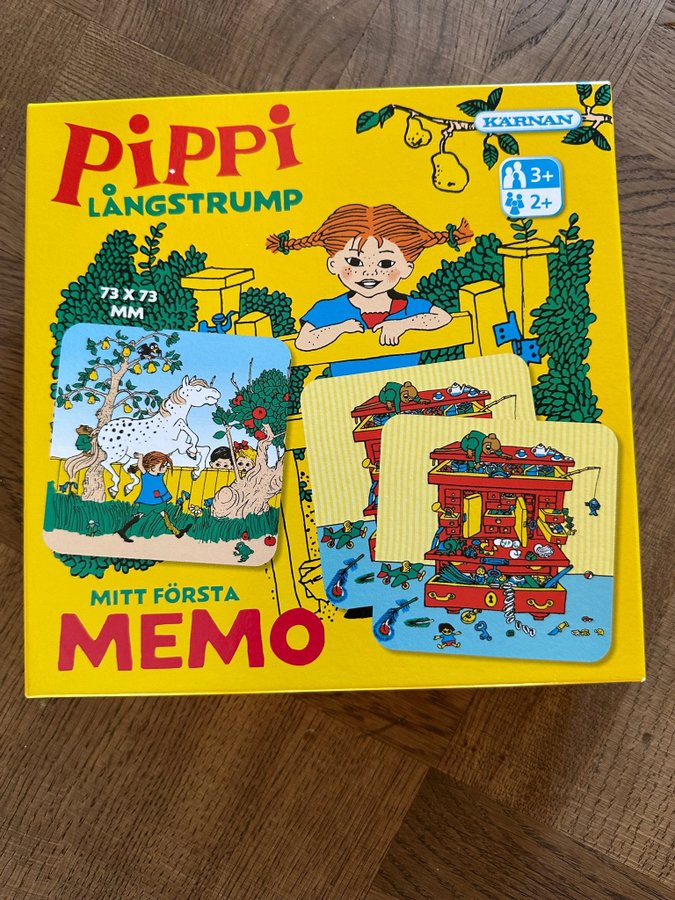 PiPPi
LÅNGSTRUMP
KÄRNAN
3+
2+
73 X 73
MM
MITT FÖRSTA
MEMO